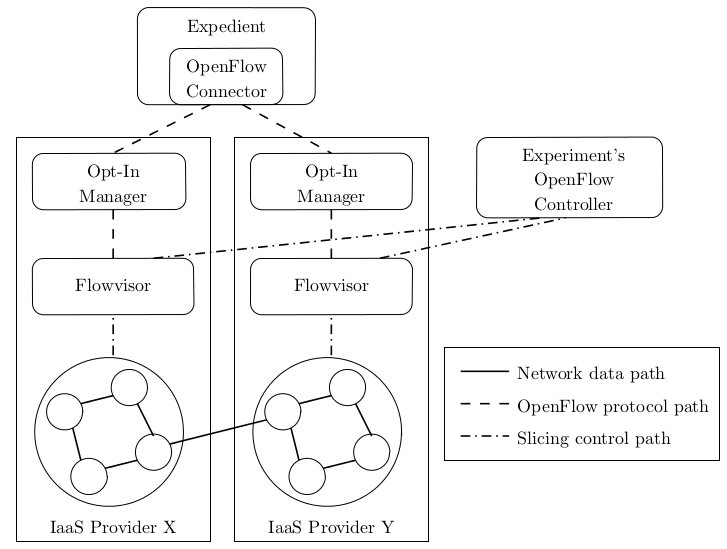 Expedient
OpenFlow
Connector
Opt-In
Manager
Opt-In
Manager
Experiment's
OpenFlow
Controller
Flowvisor
Flowvisor
Network data path
OpenFlow protocol path
Slicing control path
IaaS Provider X
IaaS Provider Y